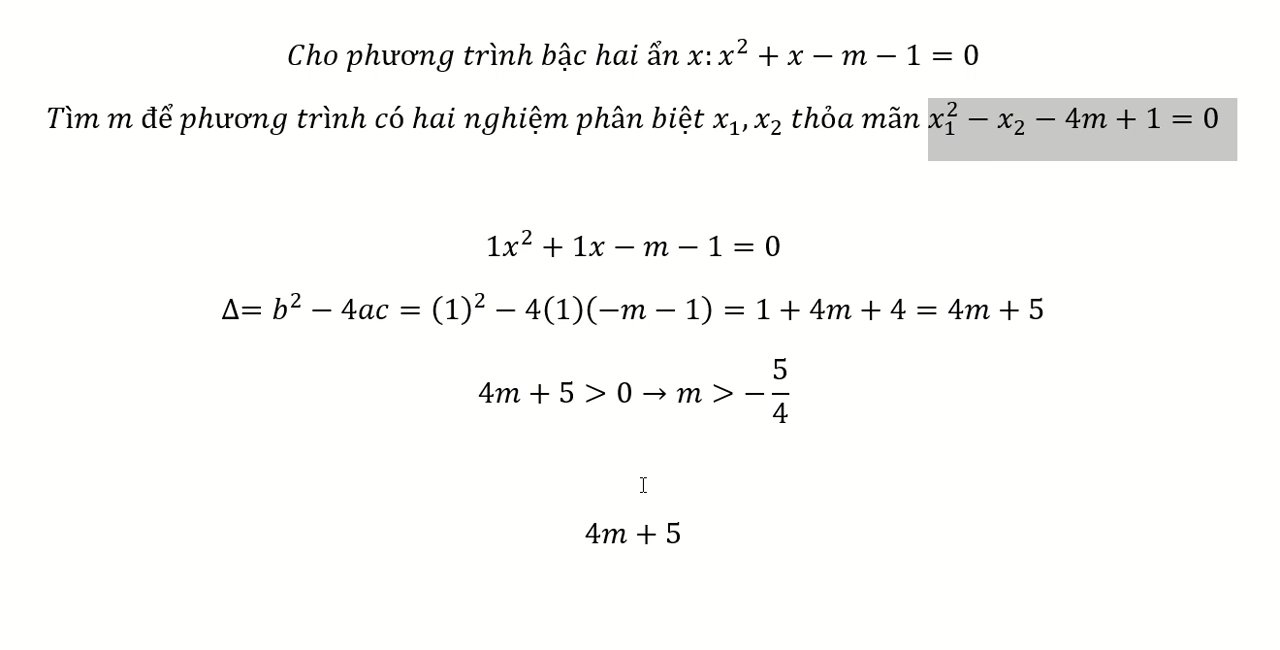 Cho phương trình bậc hai ẩn x: x² + x − m − 1 = 0
Tìm m để phương trình có hai nghiệm phân biệt x₁, x₂ thỏa mãn x₁² − x₂ − 4m + 1 = 0
1x² + 1x − m − 1 = 0
Δ= b² − 4ac = (1)² − 4(1)(−m − 1) = 1 + 4m + 4 = 4m + 5
4m + 5 > 0 → m > −5/4
4m + 5